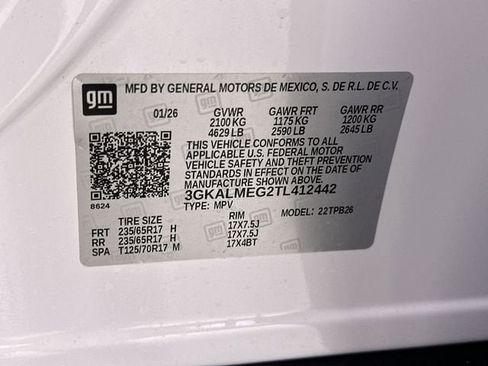 gm MFD BY GENERAL MOTORS DE MEXICO, S. DE R.L. DE C.V.
01/26 GVWR GAWR FRT GAWR RR
2100 KG 1175 KG 1200 KG
4629 LB 2590 LB 2645 LB
THIS VEHICLE CONFORMS TO ALL
APPLICABLE U.S. FEDERAL MOTOR
VEHICLE SAFETY AND THEFT PREVENTION
STANDARDS IN EFFECT ON THE DATE OF
MANUFACTURE SHOWN ABOVE.
3GKALMEG2TL412442
8624 TYPE: MPV MODEL: 22TPB26
TIRE SIZE RIM
FRT 235/65R17 H 17X7.5J
RR 235/65R17 H 17X7.5J
SPA T125/70R17 M 17X4BT